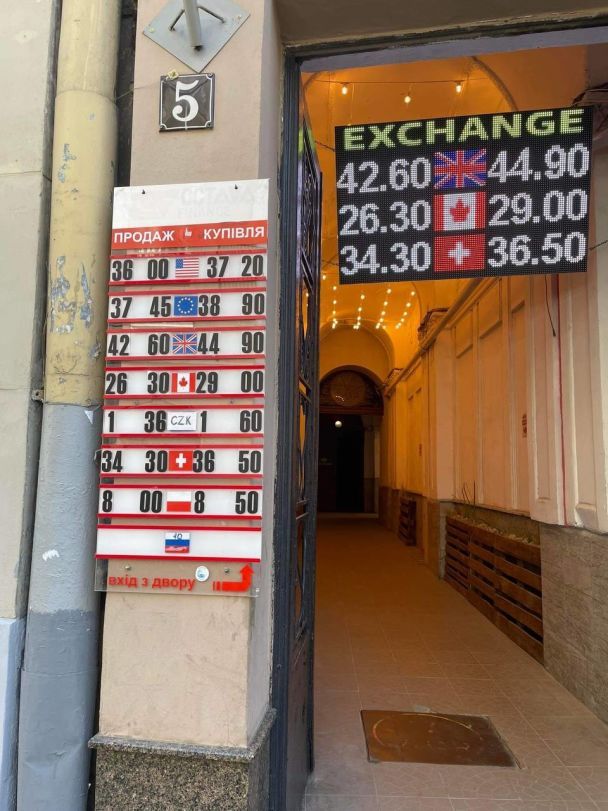 5
EXCHANGE
42.60 44.90
26.30 29.00
34.30 36.50
ПРОДАЖ КУПІВЛЯ
36 00 37 20
37 45 38 90
42 60 44 90
26 30 29 00
1 36 CZK 1 60
34 30 36 50
8 00 8 50
10
вхід з двору